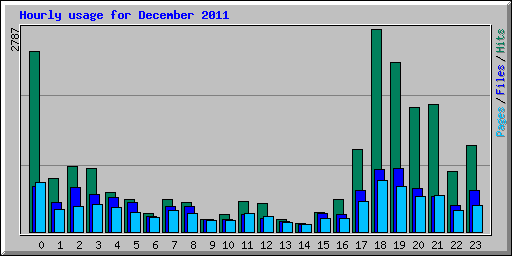 Hourly usage for December 2011
2787
Pages / Files / Hits
0 1 2 3 4 5 6 7 8 9 10 11 12 13 14 15 16 17 18 19 20 21 22 23